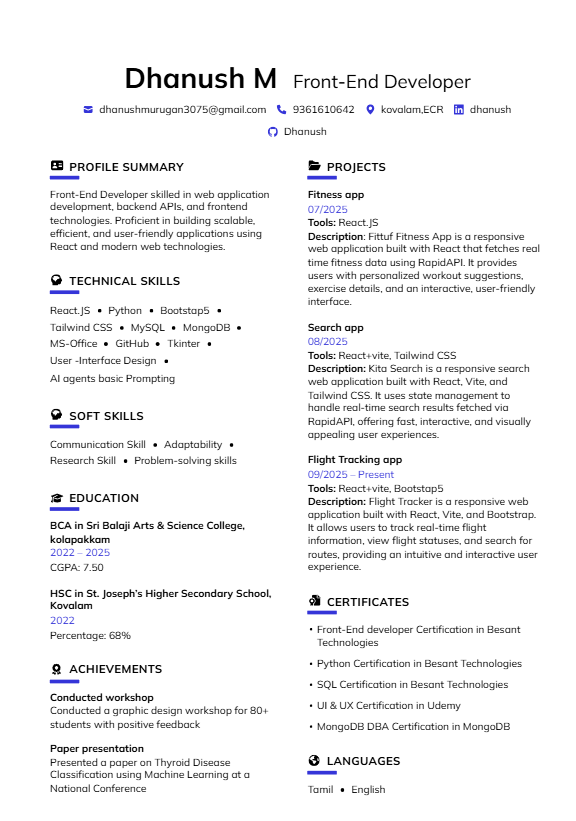 Dhanush M Front-End Developer
dhanushmurugan3075@gmail.com 9361610642 kovalam,ECR dhanush
Dhanush
PROFILE SUMMARY
Front-End Developer skilled in web application
development, backend APIs, and frontend
technologies. Proficient in building scalable,
efficient, and user-friendly applications using
React and modern web technologies.
TECHNICAL SKILLS
React.JS • Python • Bootstap5 •
Tailwind CSS • MySQL • MongoDB •
MS-Office • GitHub • Tkinter •
User -Interface Design •
AI agents basic Prompting
SOFT SKILLS
Communication Skill • Adaptability •
Research Skill • Problem-solving skills
EDUCATION
BCA in Sri Balaji Arts & Science College,
kolapakkam
2022 – 2025
CGPA: 7.50
HSC in St. Joseph's Higher Secondary School,
Kovalam
2022
Percentage: 68%
ACHIEVEMENTS
Conducted workshop
Conducted a graphic design workshop for 80+
students with positive feedback
Paper presentation
Presented a paper on Thyroid Disease
Classification using Machine Learning at a
National Conference
PROJECTS
Fitness app
07/2025
Tools: React.JS
Description: Fittuf Fitness App is a responsive
web application built with React that fetches real
time fitness data using RapidAPI. It provides
users with personalized workout suggestions,
exercise details, and an interactive, user-friendly
interface.
Search app
08/2025
Tools: React+vite, Tailwind CSS
Description: Kita Search is a responsive search
web application built with React, Vite, and
Tailwind CSS. It uses state management to
handle real-time search results fetched via
RapidAPI, offering fast, interactive, and visually
appealing user experiences.
Flight Tracking app
09/2025 – Present
Tools: React+vite, Bootstap5
Description: Flight Tracker is a responsive web
application built with React, Vite, and Bootstrap.
It allows users to track real-time flight
information, view flight statuses, and search for
routes, providing an intuitive and interactive user
experience.
CERTIFICATES
• Front-End developer Certification in Besant
Technologies
• Python Certification in Besant Technologies
• SQL Certification in Besant Technologies
• UI & UX Certification in Udemy
• MongoDB DBA Certification in MongoDB
LANGUAGES
Tamil • English